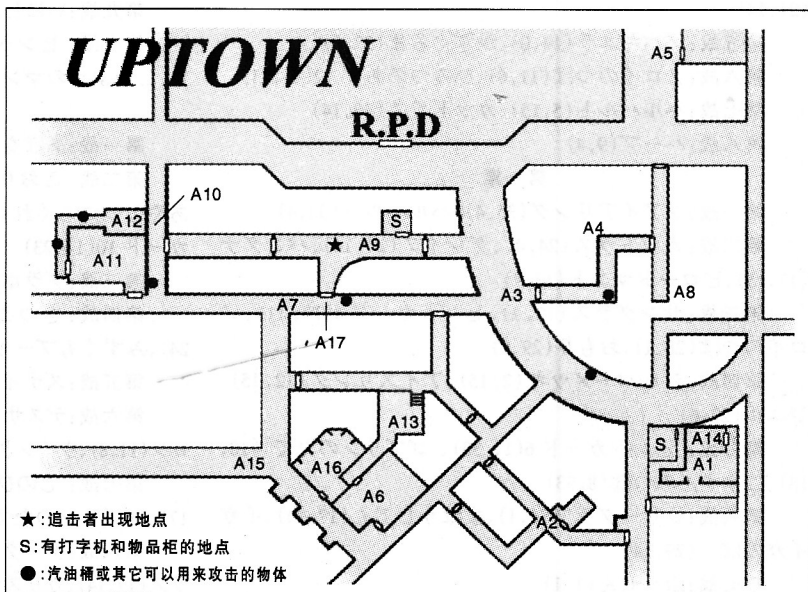 UPTOWN
R.P.D
A5
A10
A12
A11
S
A9
A4
A7
A17
A3
A8
A13
A15
A16
A6
A2
S
A14
A1
★:追击者出现地点
S:有打字机和物品柜的地点
●:汽油桶或其它可以用来攻击的物体